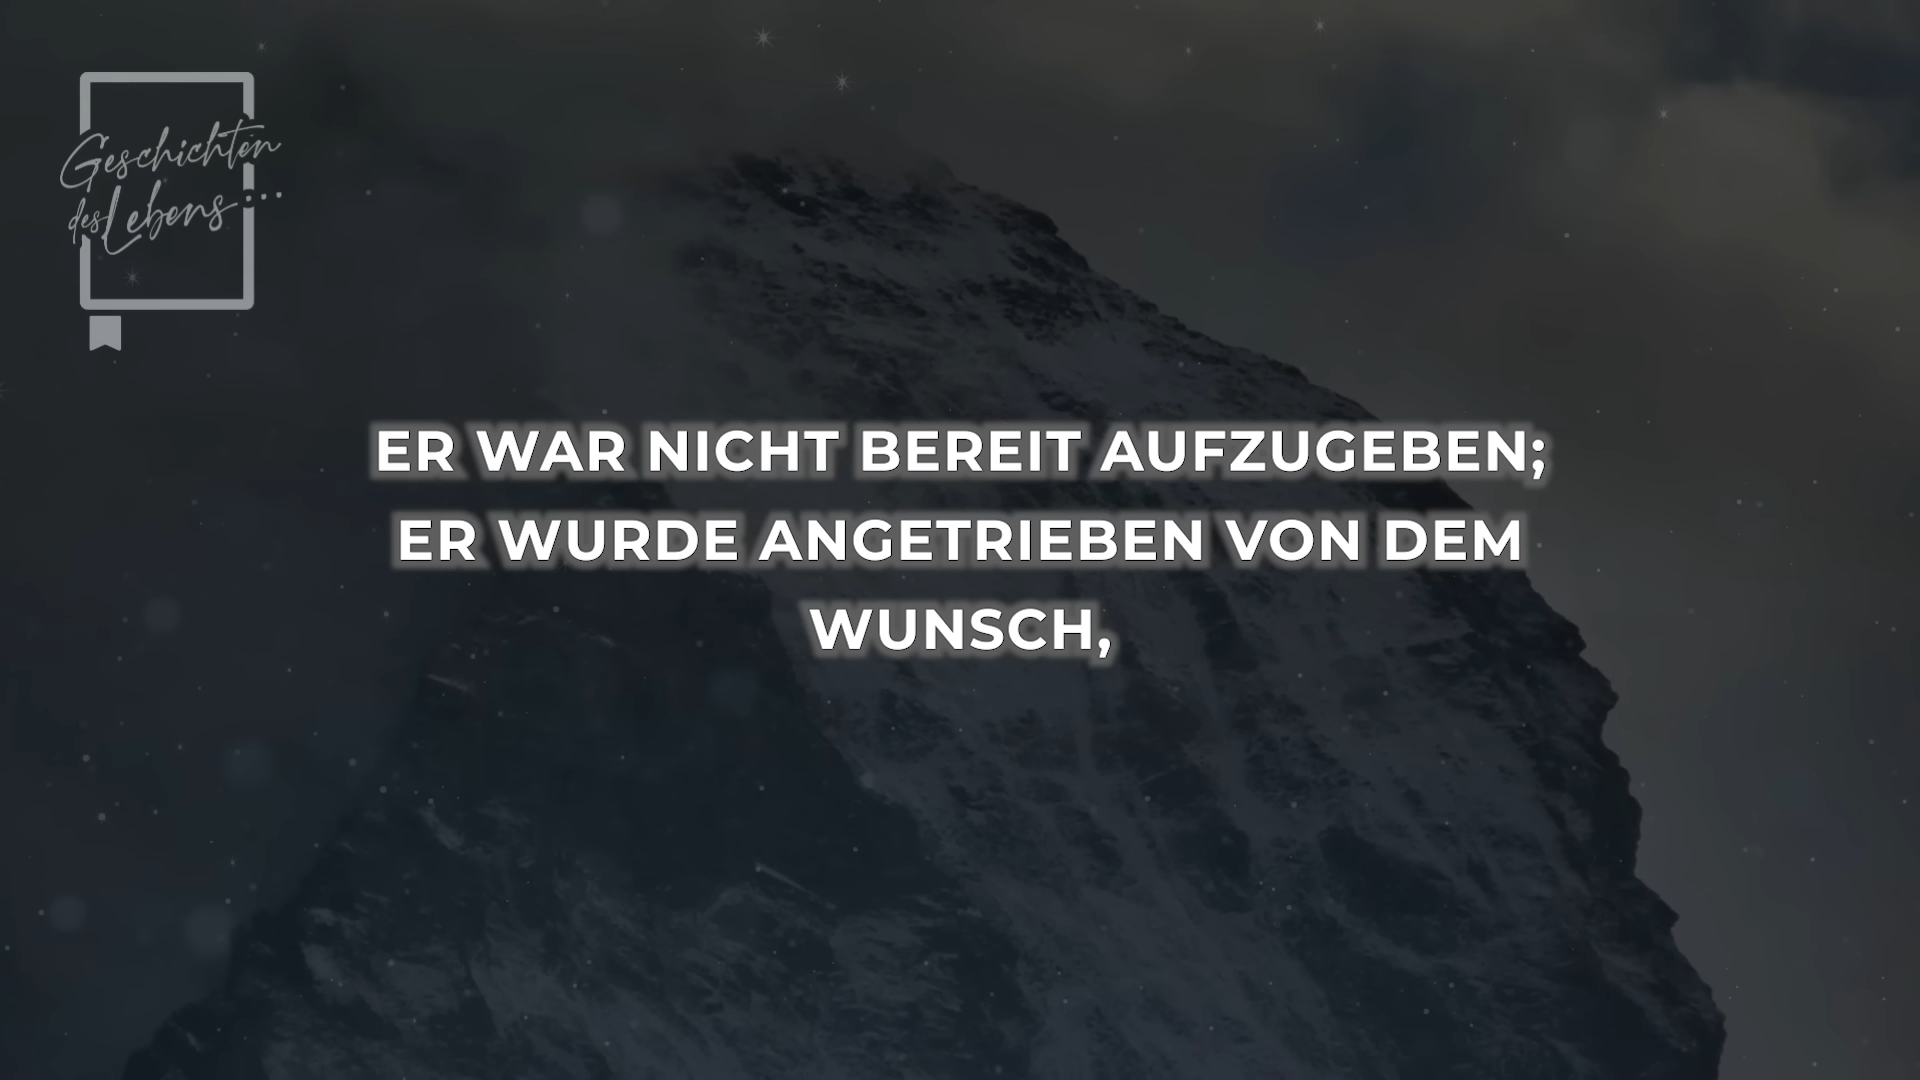 Geschichten
des Lebens...
ER WAR NICHT BEREIT AUFZUGEBEN;
ER WURDE ANGETRIEBEN VON DEM
WUNSCH,